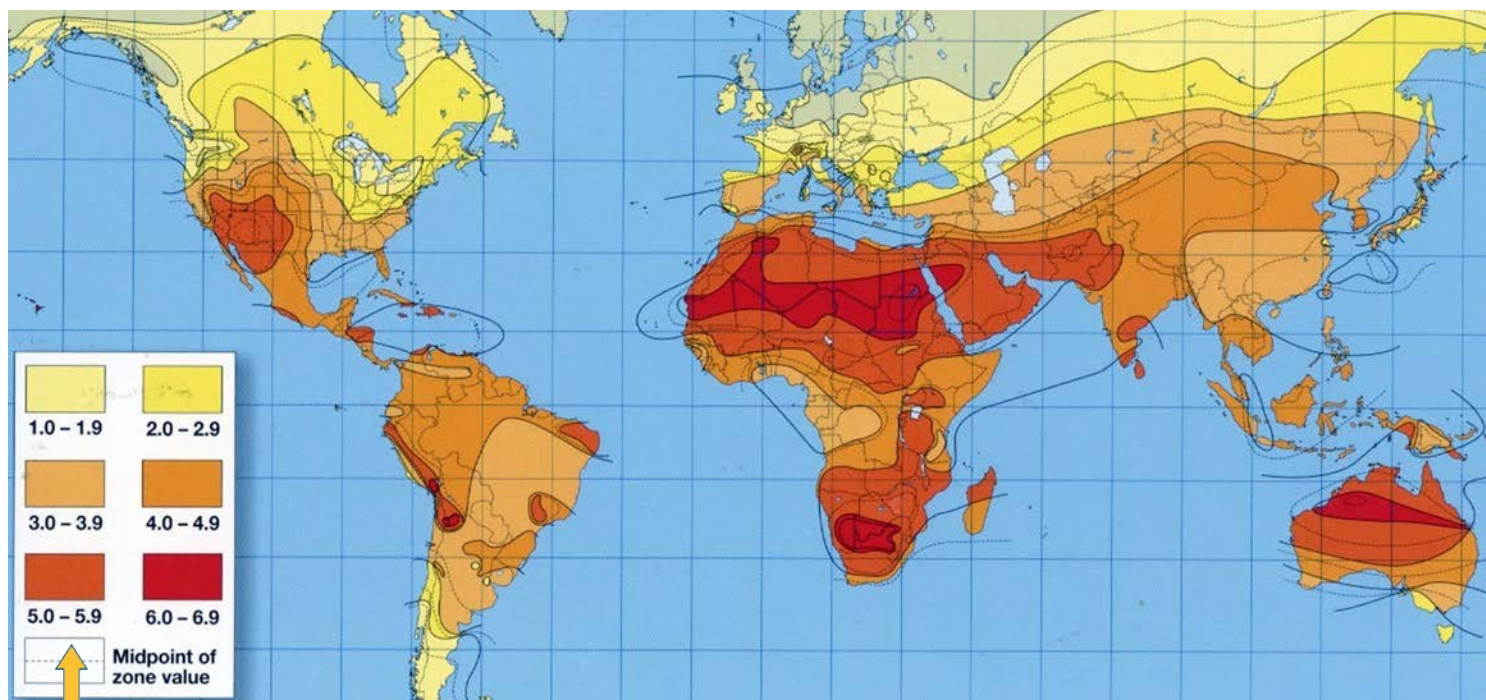 1.0 – 1.9 2.0 – 2.9
3.0 – 3.9 4.0 – 4.9
5.0 – 5.9 6.0 – 6.9
Midpoint of
zone value